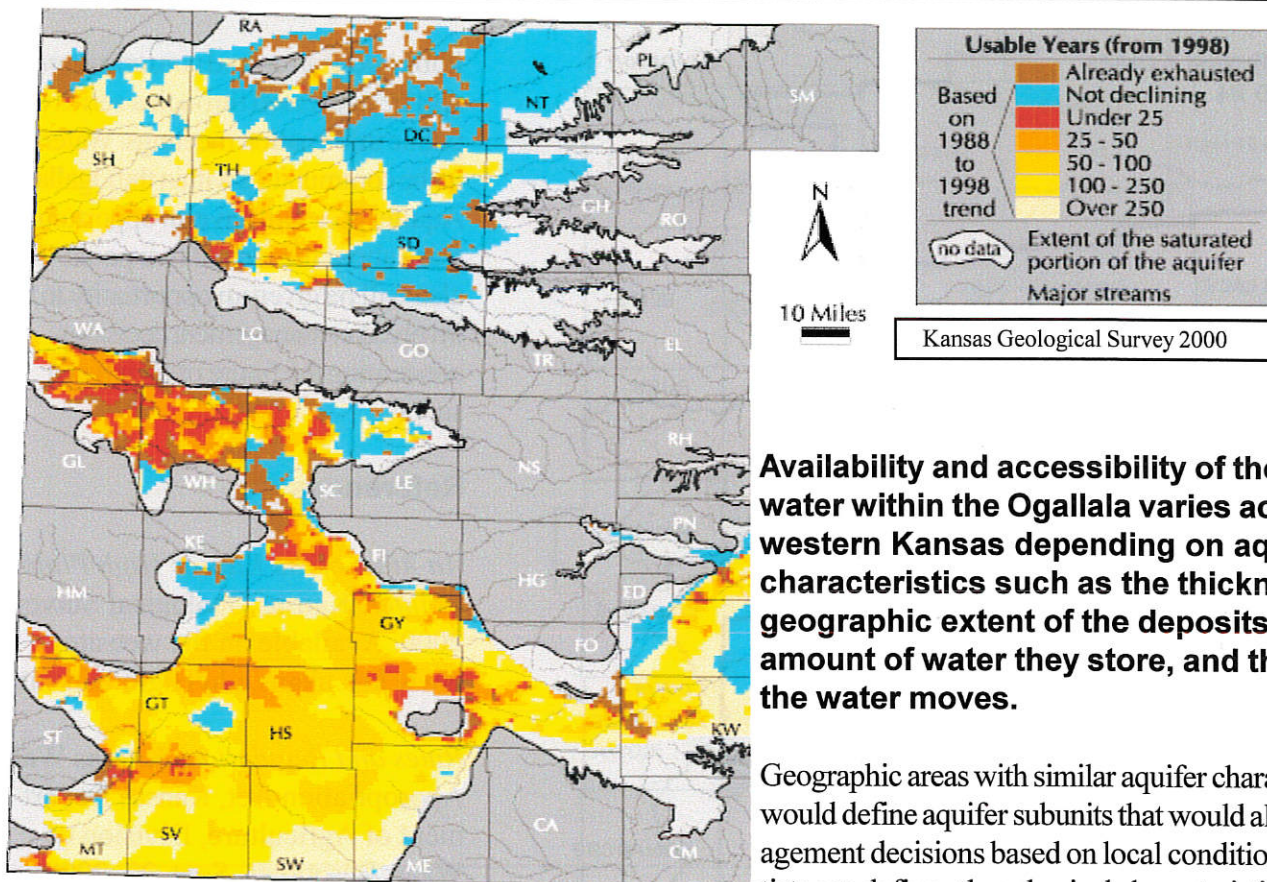 RA
PL
SM
CN
NT
DC
SH
TH
GH
RO
SD
WA
LG
GO
TR
EL
GL
WH
SC
LE
NS
RH
PN
KE
FI
HM
HG
ED
GY
FO
GT
HS
ST
KW
MT
SV
SW
ME
CA
CM
Usable Years (from 1998)
Based on 1988 to 1998 trend
Already exhausted
Not declining
Under 25
25 - 50
50 - 100
100 - 250
Over 250
no data
Extent of the saturated
portion of the aquifer
Major streams
N
10 Miles
Kansas Geological Survey 2000
Availability and accessibility of the
water within the Ogallala varies ac
western Kansas depending on aq
characteristics such as the thickn
geographic extent of the deposits
amount of water they store, and th
the water moves.
Geographic areas with similar aquifer chara
would define aquifer subunits that would al
agement decisions based on local condition